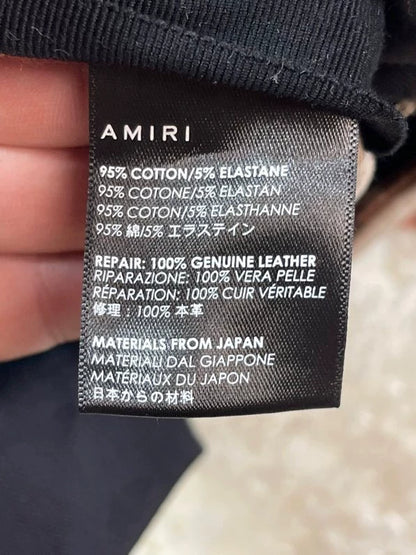 AMIRI
95% COTTON/5% ELASTANE
95% COTONE/5% ELASTAN
95% COTON/5% ELASTHANNE
95% 綿/5% エラステイン
REPAIR: 100% GENUINE LEATHER
RIPARAZIONE: 100% VERA PELLE
RÉPARATION: 100% CUIR VÉRITABLE
修理：100% 本革
MATERIALS FROM JAPAN
MATERIALI DAL GIAPPONE
MATÉRIAUX DU JAPON
日本からの材料